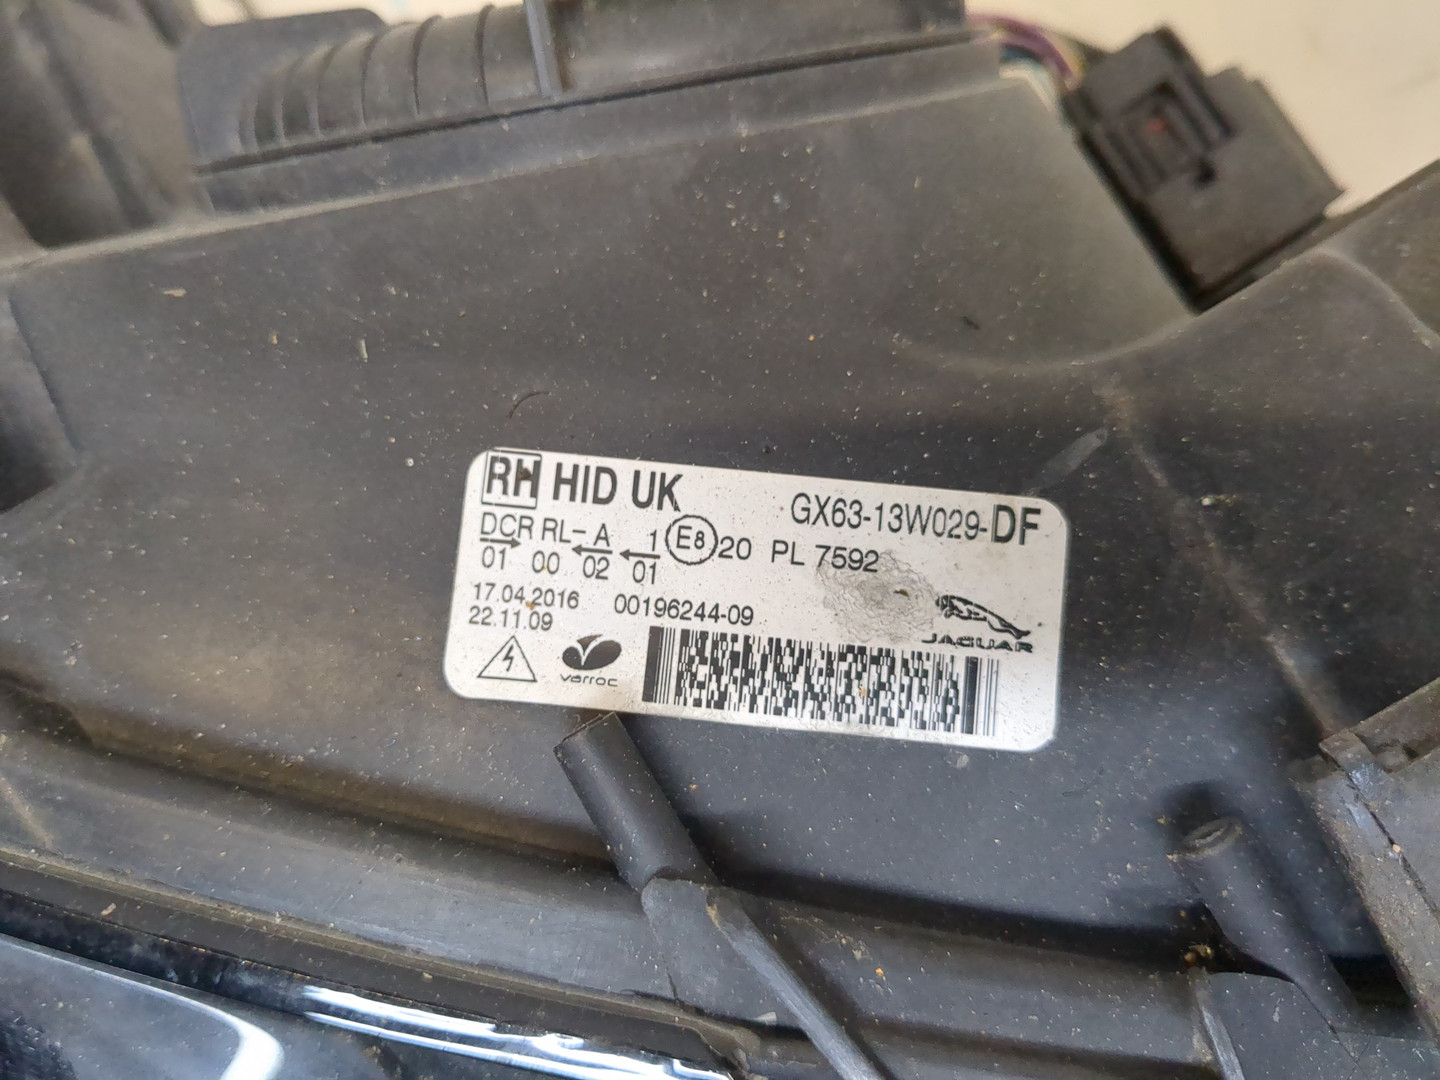 RH HID UK GX63-13W029-DF
DCR RL- A 1 E8 20 PL 7592
01 00 02 01
17.04.2016 00196244-09
22.11.09
JAGUAR
varroc